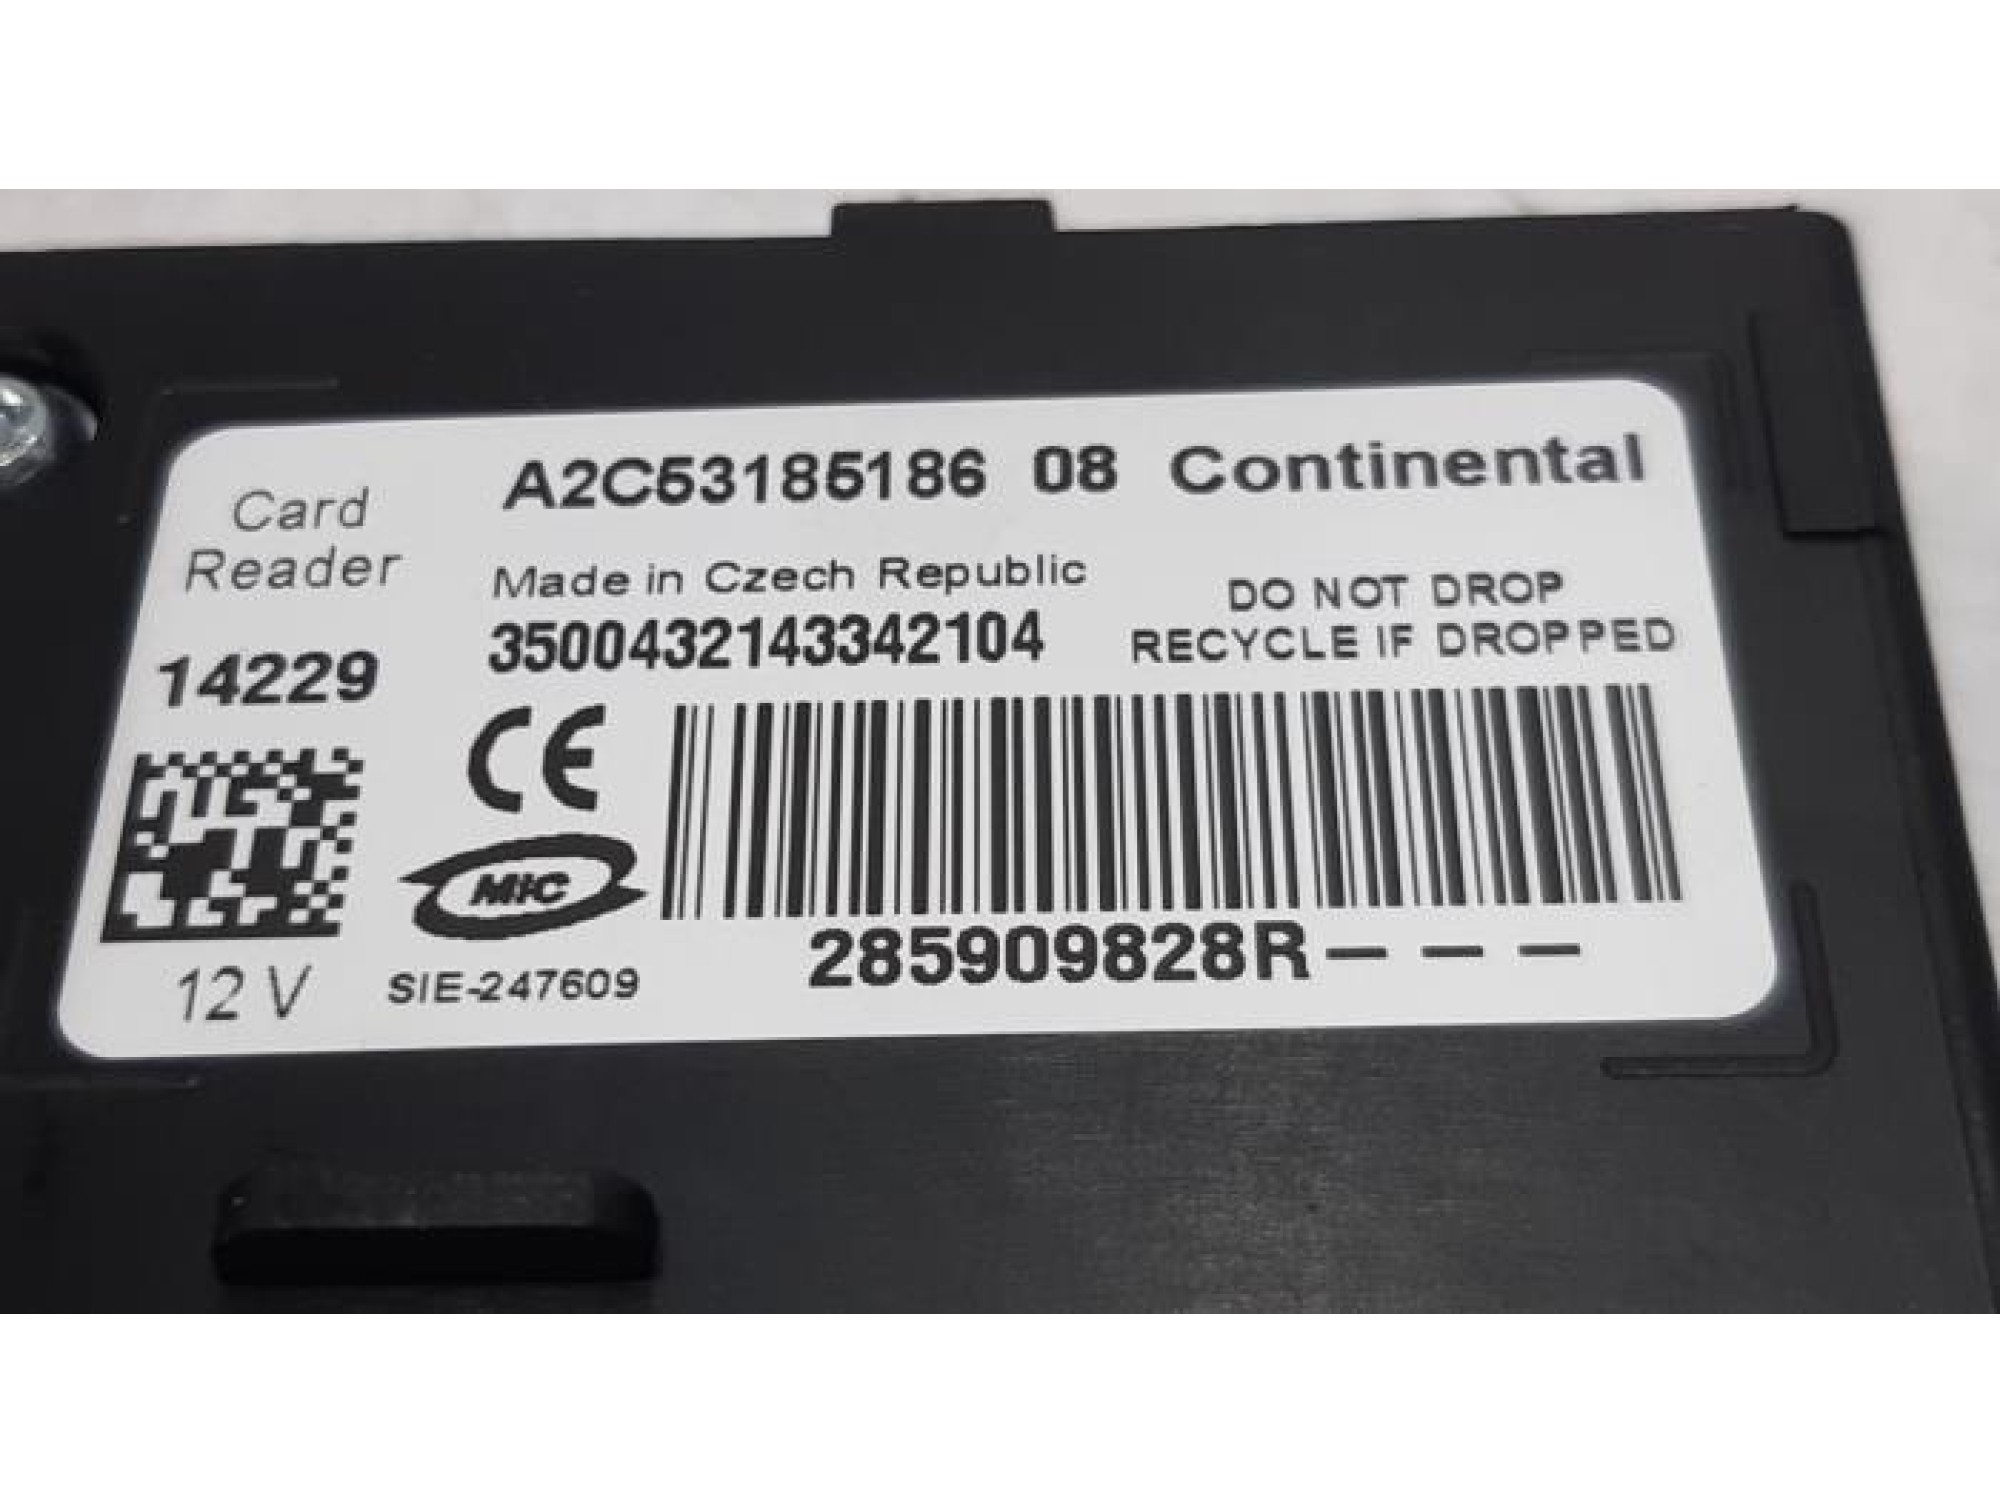 Card
Reader
14229
12 V
A2C53185186 08 Continental
Made in Czech Republic
3500432143342104
DO NOT DROP
RECYCLE IF DROPPED
CE
MIC
SIE-247609
285909828R– – –